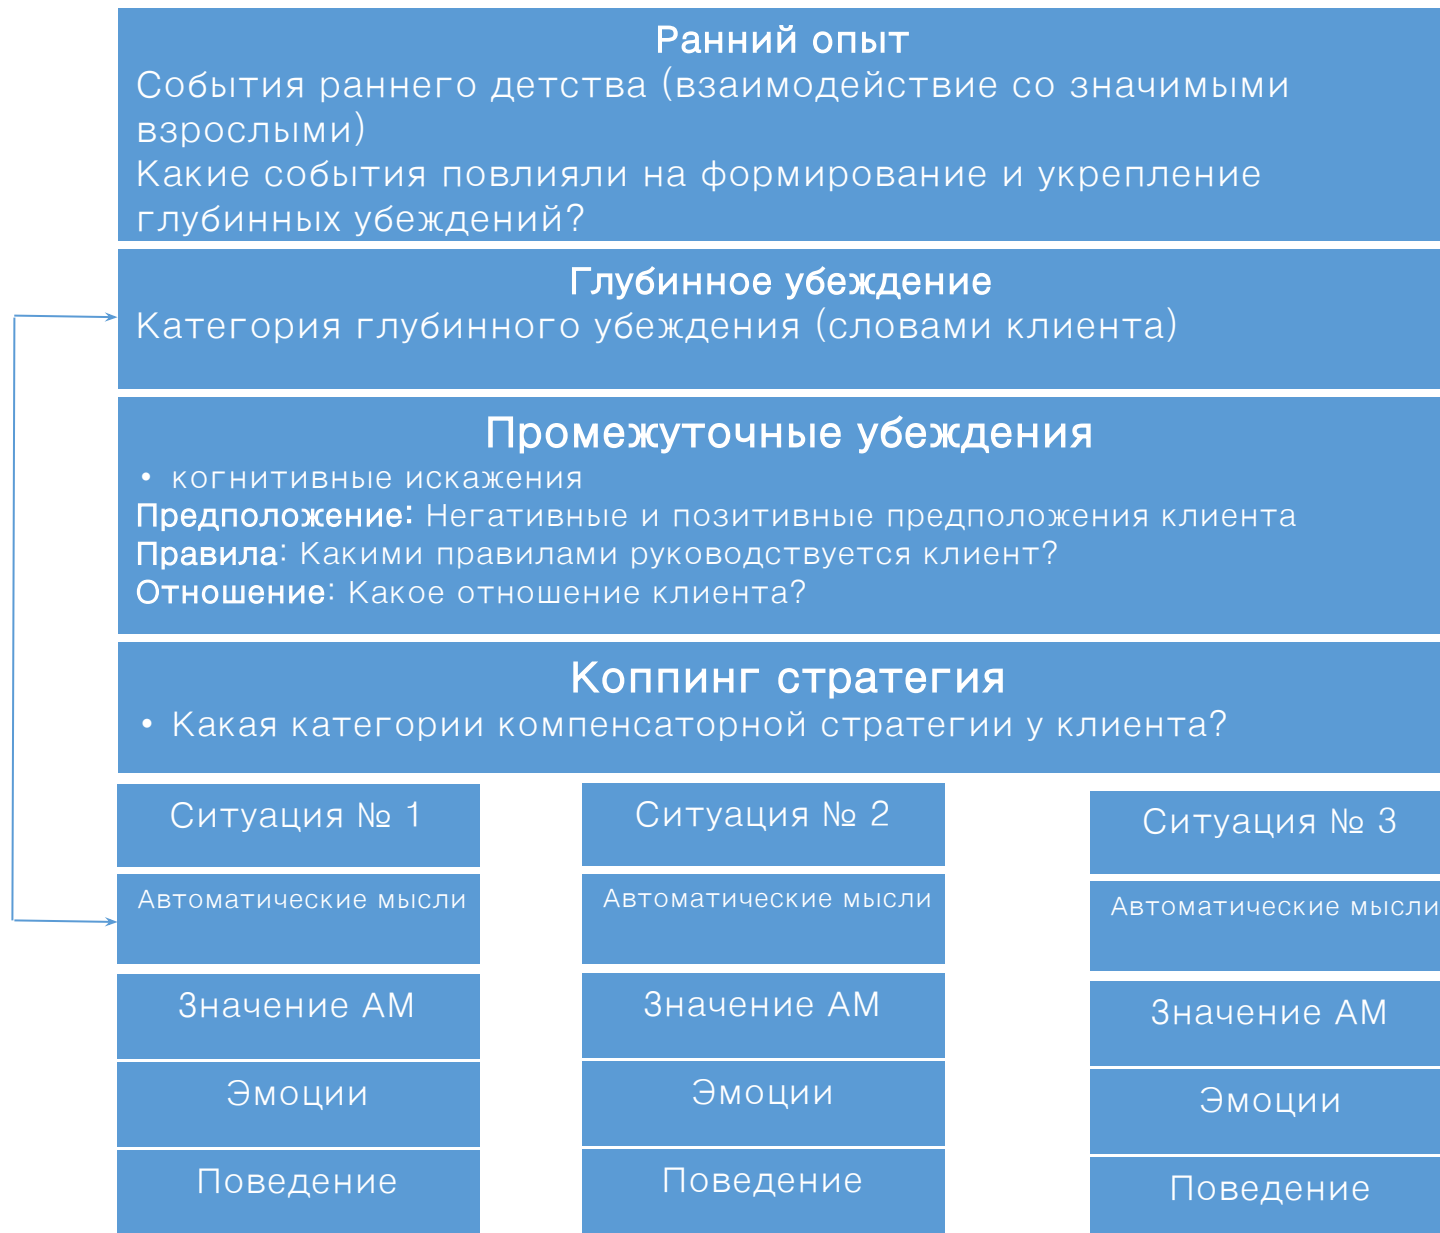 Ранний опыт
События раннего детства (взаимодействие со значимыми
взрослыми)
Какие события повлияли на формирование и укрепление
глубинных убеждений?
Глубинное убеждение
Категория глубинного убеждения (словами клиента)
Промежуточные убеждения
• когнитивные искажения
Предположение: Негативные и позитивные предположения клиента
Правила: Какими правилами руководствуется клиент?
Отношение: Какое отношение клиента?
Коппинг стратегия
• Какая категории компенсаторной стратегии у клиента?
Ситуация № 1
Автоматические мысли
Значение АМ
Эмоции
Поведение
Ситуация № 2
Автоматические мысли
Значение АМ
Эмоции
Поведение
Ситуация № 3
Автоматические мысли
Значение АМ
Эмоции
Поведение